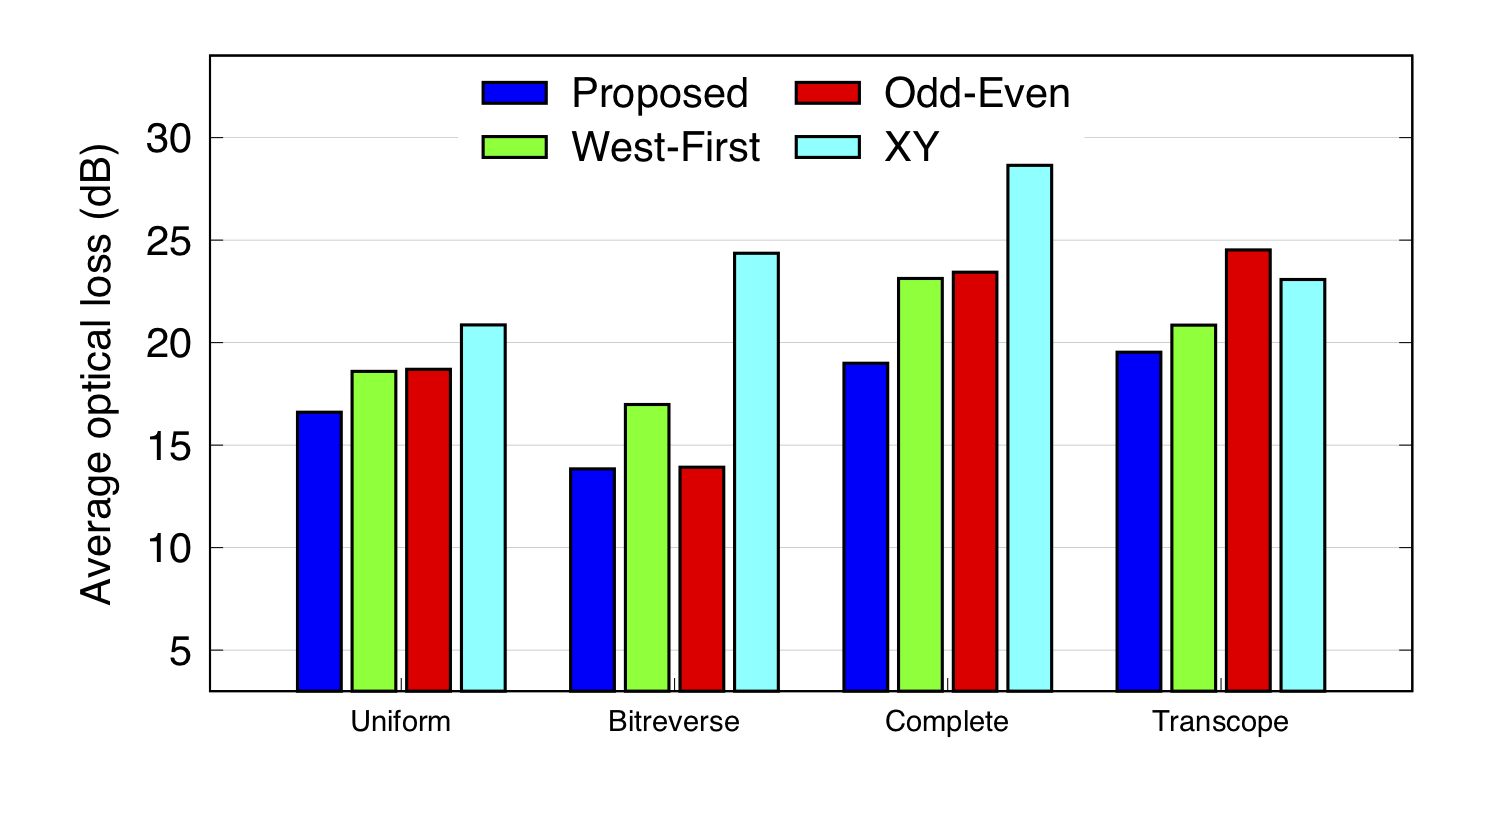 Proposed
Odd-Even
West-First
XY
Average optical loss (dB)
30
25
20
15
10
5
Uniform
Bitreverse
Complete
Transcope